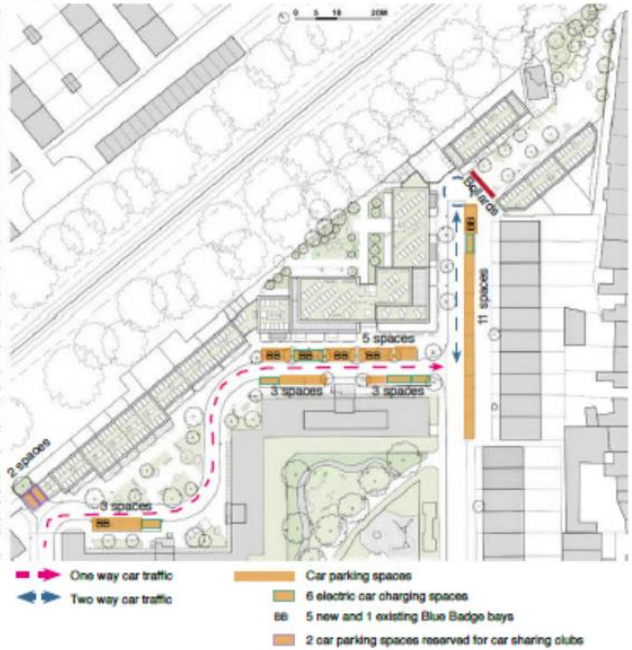 0 5 10 20M
Bollards
BB
11 spaces
5 spaces
BB BB BB BB
3 spaces 3 spaces
2 spaces
3 spaces
BB
One way car traffic
Two way car traffic
Car parking spaces
6 electric car charging spaces
BB 5 new and 1 existing Blue Badge bays
2 car parking spaces reserved for car sharing clubs